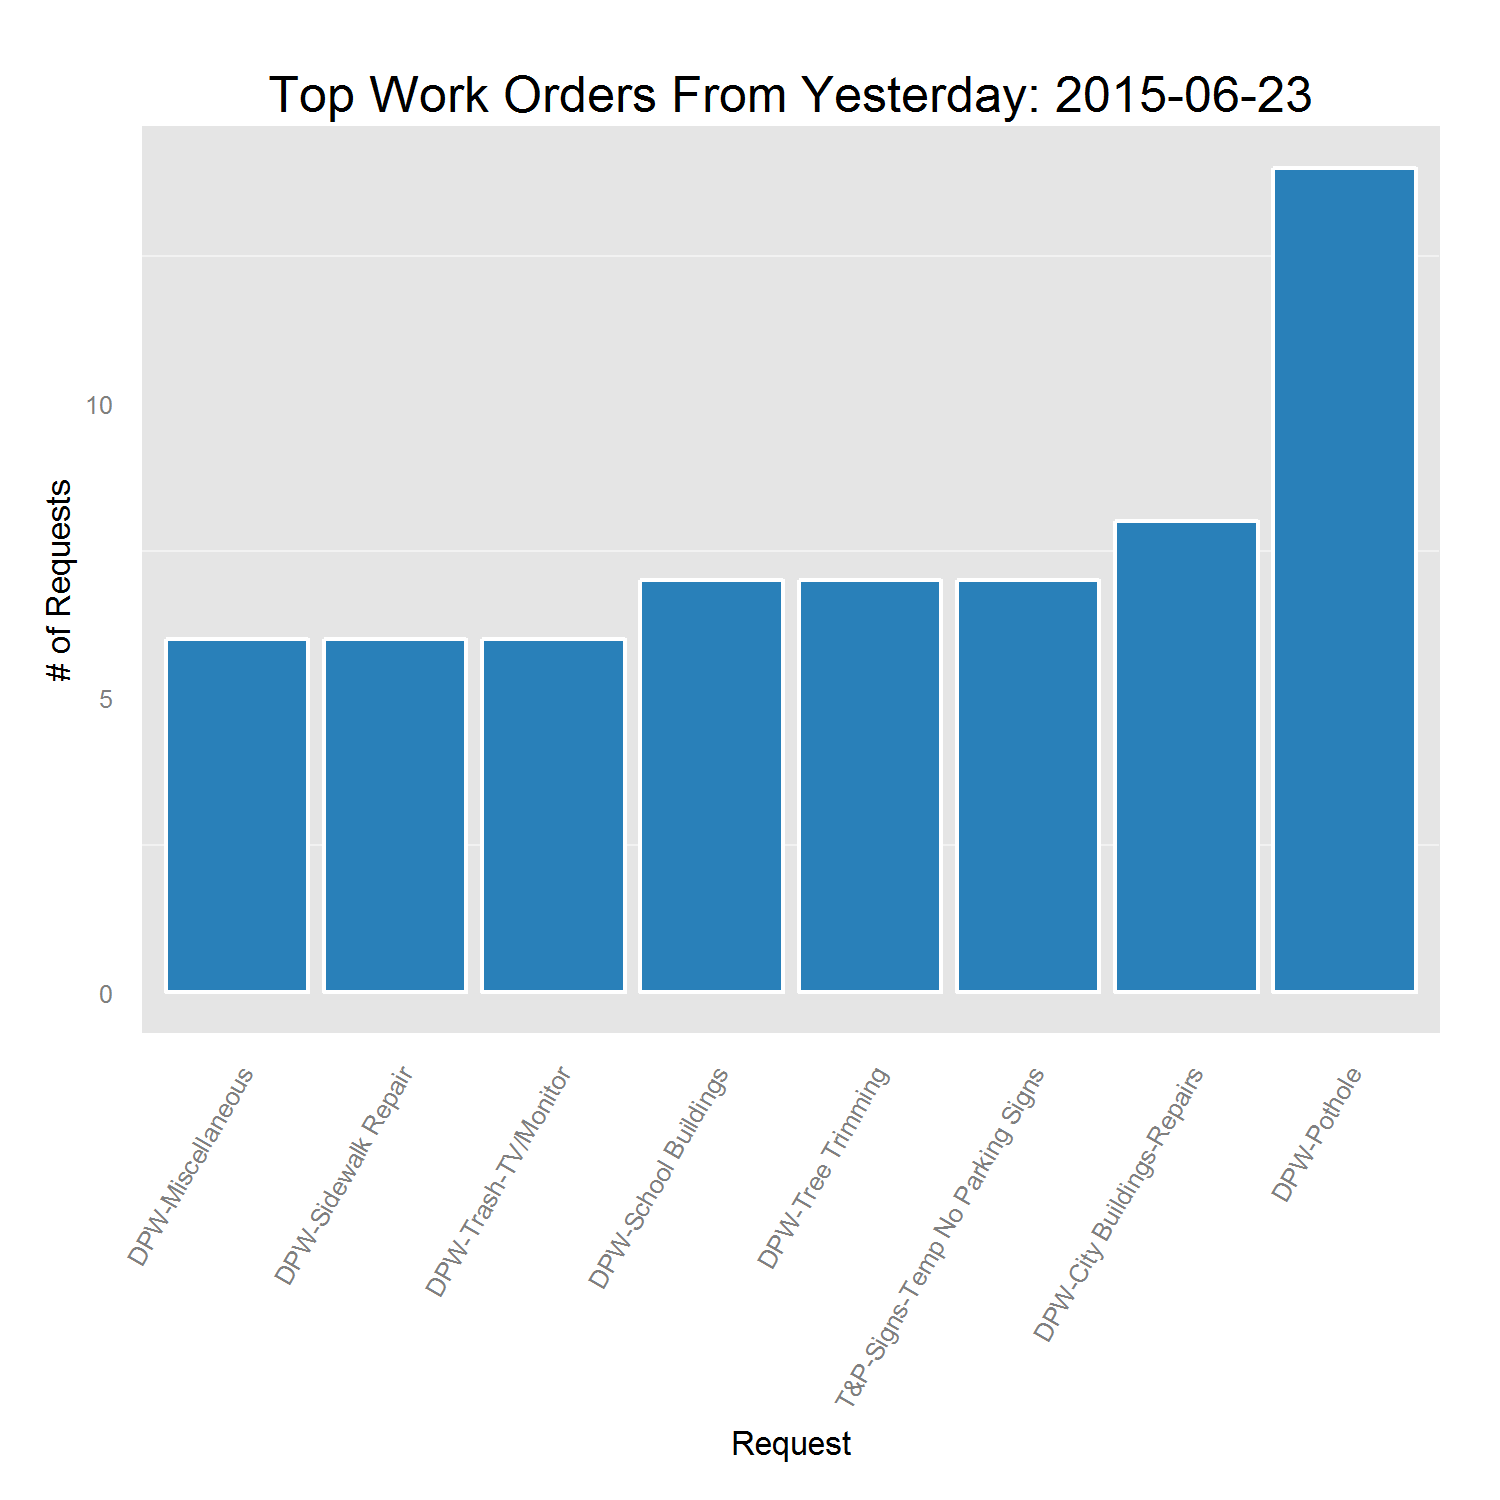 Top Work Orders From Yesterday: 2015-06-23
# of Requests
10
5
0
DPW-Miscellaneous
DPW-Sidewalk Repair
DPW-Trash-TV/Monitor
DPW-School Buildings
DPW-Tree Trimming
T&P-Signs-Temp No Parking Signs
DPW-City Buildings-Repairs
DPW-Pothole
Request